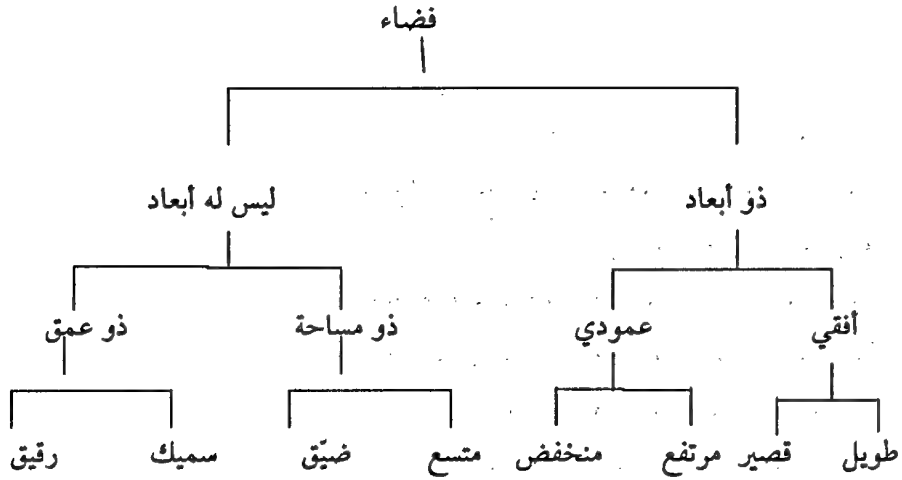 فضاء
ذو أبعاد ليس له أبعاد
أفقي عمودي ذو مساحة ذو عمق
طويل قصير مرتفع منخفض متسع ضيّق سميك رقيق